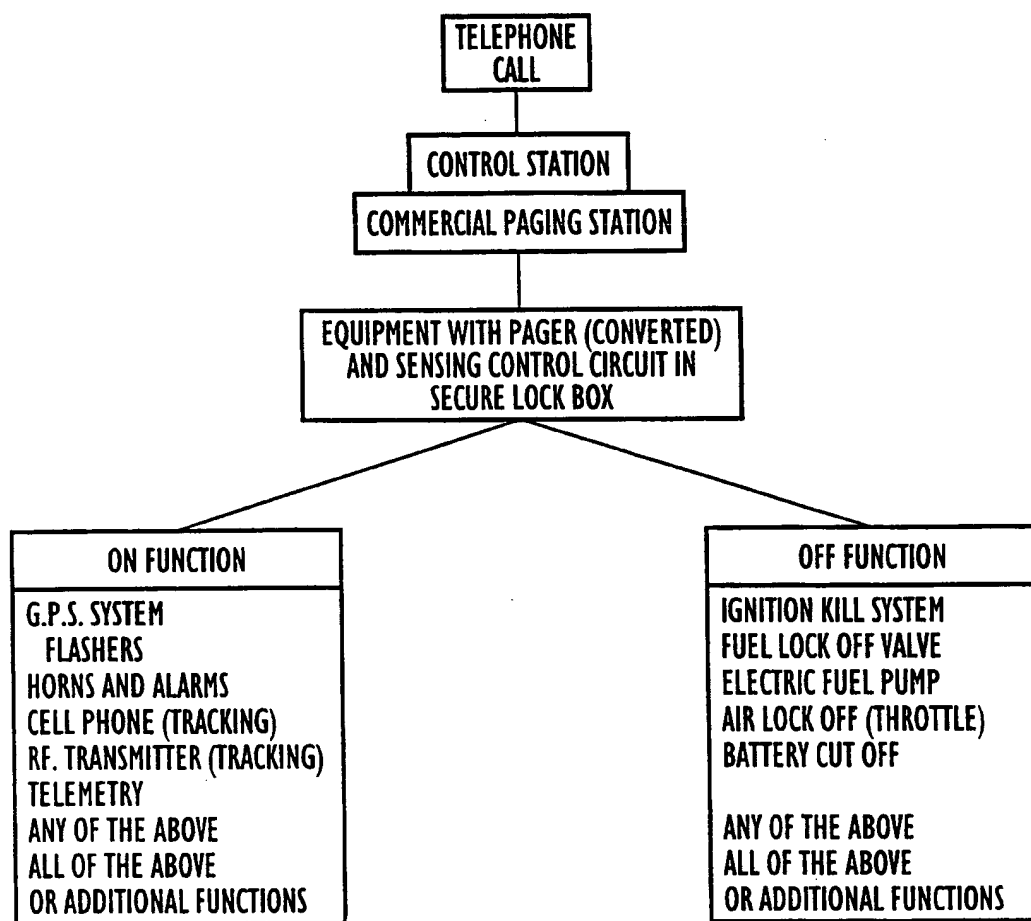 TELEPHONE
CALL
CONTROL STATION
COMMERCIAL PAGING STATION
EQUIPMENT WITH PAGER (CONVERTED)
AND SENSING CONTROL CIRCUIT IN
SECURE LOCK BOX
ON FUNCTION
G.P.S. SYSTEM
FLASHERS
HORNS AND ALARMS
CELL PHONE (TRACKING)
RF. TRANSMITTER (TRACKING)
TELEMETRY
ANY OF THE ABOVE
ALL OF THE ABOVE
OR ADDITIONAL FUNCTIONS
OFF FUNCTION
IGNITION KILL SYSTEM
FUEL LOCK OFF VALVE
ELECTRIC FUEL PUMP
AIR LOCK OFF (THROTTLE)
BATTERY CUT OFF
ANY OF THE ABOVE
ALL OF THE ABOVE
OR ADDITIONAL FUNCTIONS